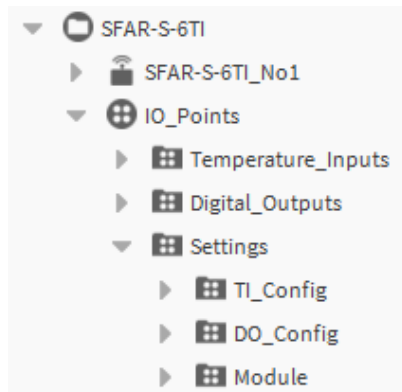 SFAR-S-6TI
SFAR-S-6TI_No1
IO_Points
Temperature_Inputs
Digital_Outputs
Settings
TI_Config
DO_Config
Module